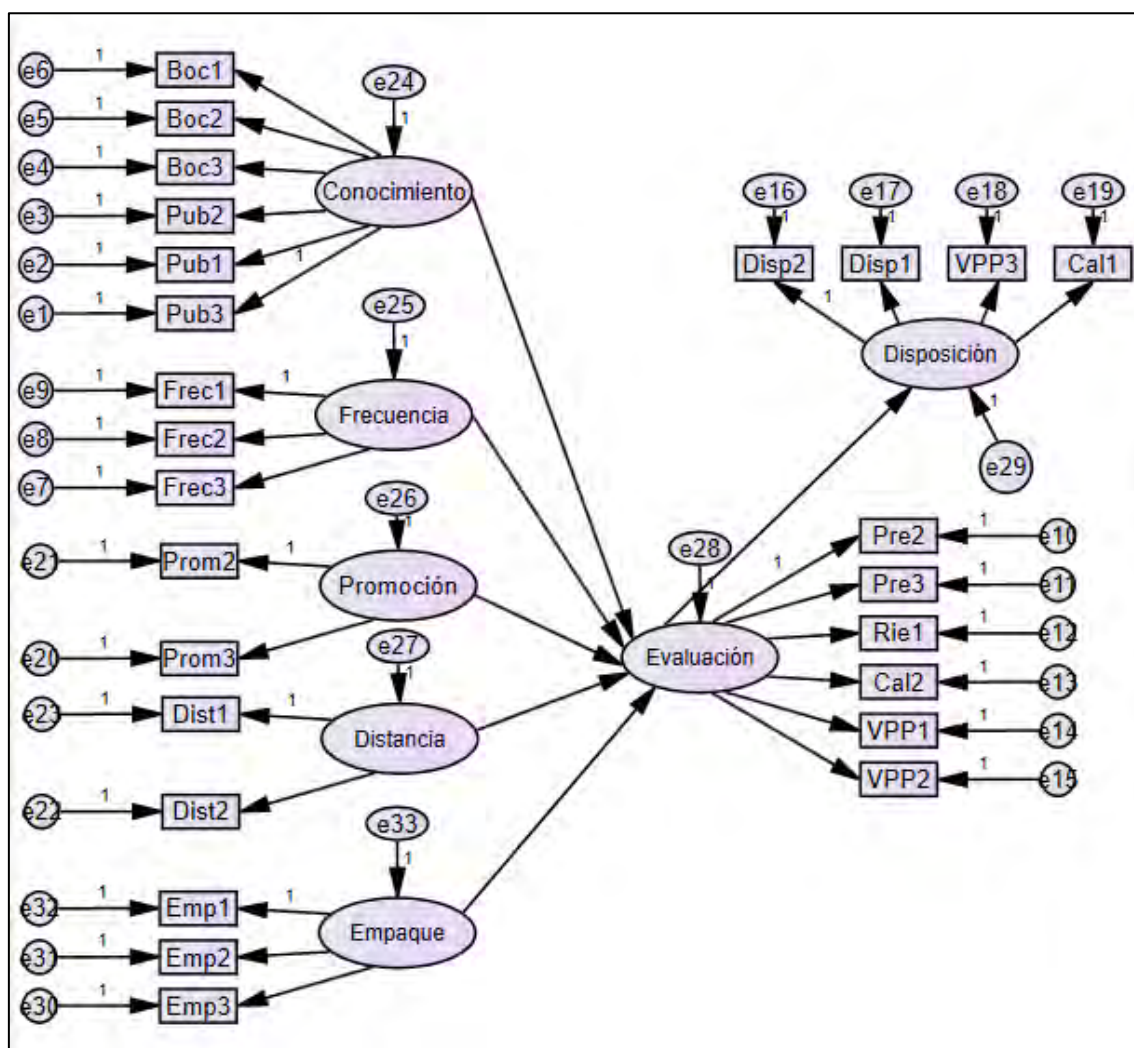 e6 1 Boc1
e5 1 Boc2
e4 1 Boc3
e3 1 Pub2
e2 1 Pub1
e1 1 Pub3
1
e24
1
Conocimiento
e9 1 Frec1
e8 1 Frec2
e7 1 Frec3
1
e25
1
Frecuencia
e21 1 Prom2
e20 1 Prom3
1
e26
1
Promoción
e23 1 Dist1
e22 1 Dist2
1
e27
1
Distancia
e32 1 Emp1
e31 1 Emp2
e30 1 Emp3
1
e33
1
Empaque
e16 e17 e18 e19
1 1 1 1
Disp2 Disp1 VPP3 Cal1
1
Disposición
1
e29
e28
1
Evaluación
1
Pre2 1 e10
Pre3 1 e11
Rie1 1 e12
Cal2 1 e13
VPP1 1 e14
VPP2 1 e15